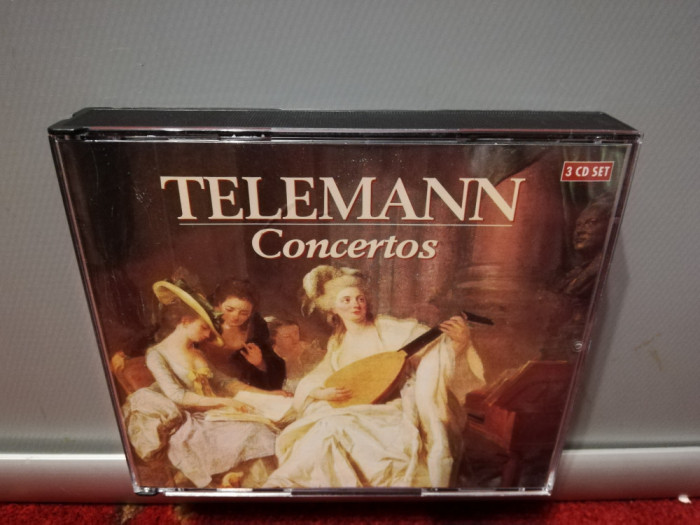 3 CD SET
TELEMANN
Concertos